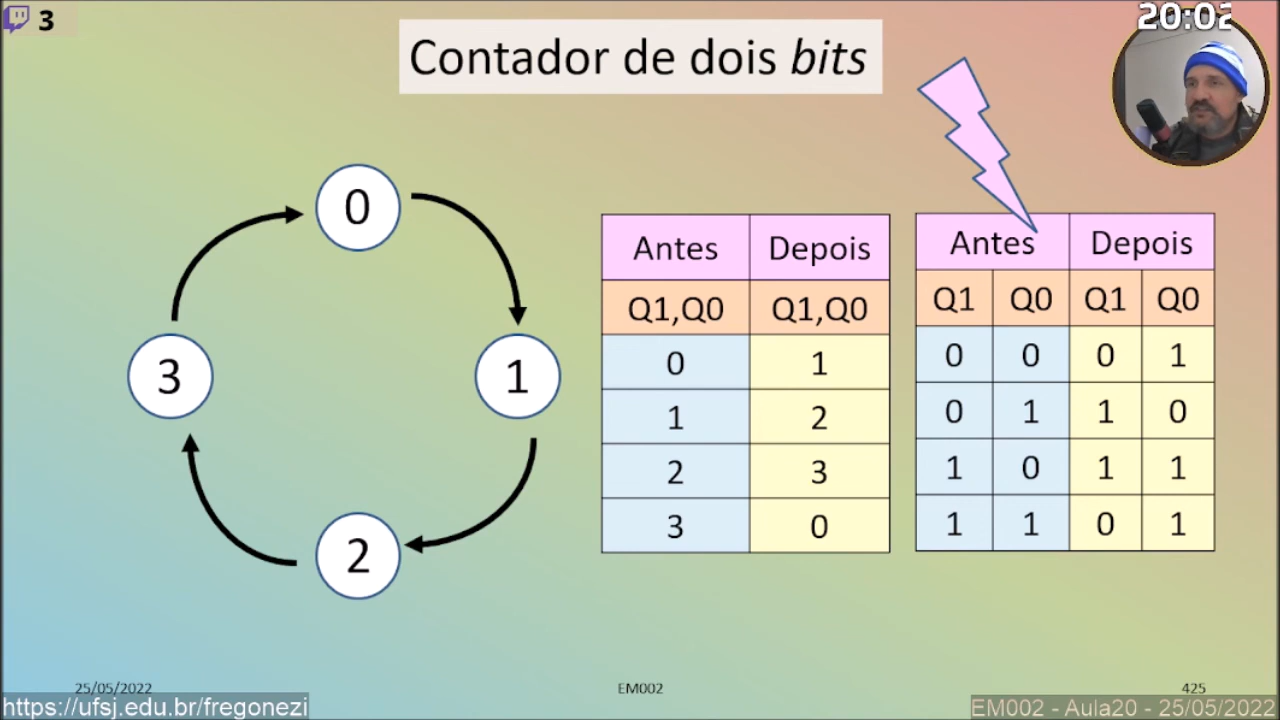 3
20:02
Contador de dois bits
0
1
2
3
Antes Depois
Q1,Q0 Q1,Q0
0 1
1 2
2 3
3 0
Antes Depois
Q1 Q0 Q1 Q0
0 0 0 1
0 1 1 0
1 0 1 1
1 1 0 1
25/05/2022
EM002
425
https://ufsj.edu.br/fregonezi
EM002 - Aula20 - 25/05/2022